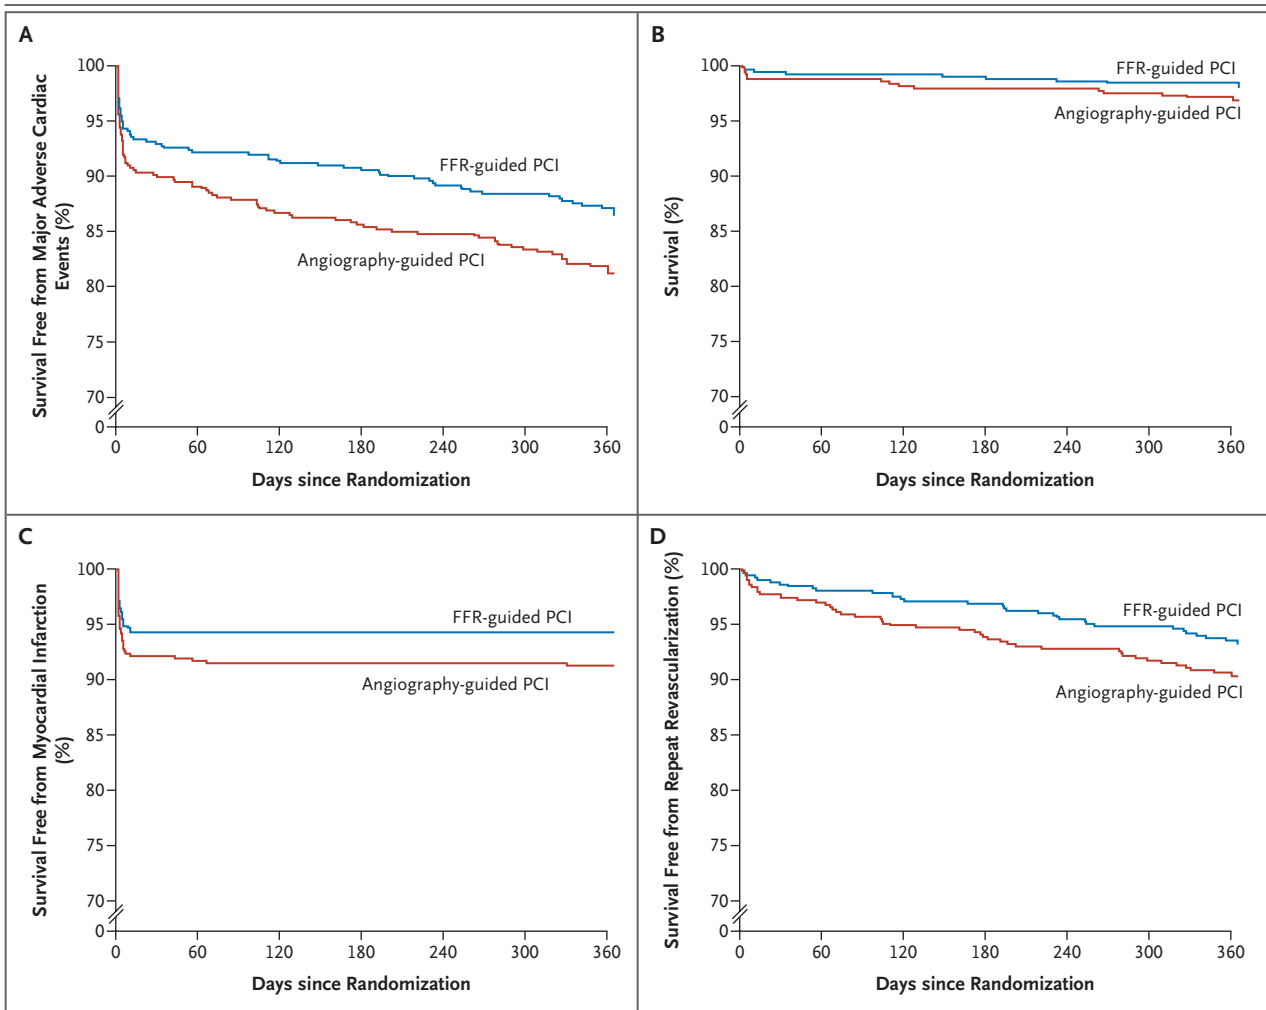 A
Survival Free from Major Adverse Cardiac
Events (%)
100
95
90
85
80
75
70
0
FFR-guided PCI
Angiography-guided PCI
0 60 120 180 240 300 360
Days since Randomization
B
Survival (%)
100
95
90
85
80
75
70
0
FFR-guided PCI
Angiography-guided PCI
0 60 120 180 240 300 360
Days since Randomization
C
Survival Free from Myocardial Infarction
(%)
100
95
90
85
80
75
70
0
FFR-guided PCI
Angiography-guided PCI
0 60 120 180 240 300 360
Days since Randomization
D
Survival Free from Repeat Revascularization (%)
100
95
90
85
80
75
70
0
FFR-guided PCI
Angiography-guided PCI
0 60 120 180 240 300 360
Days since Randomization